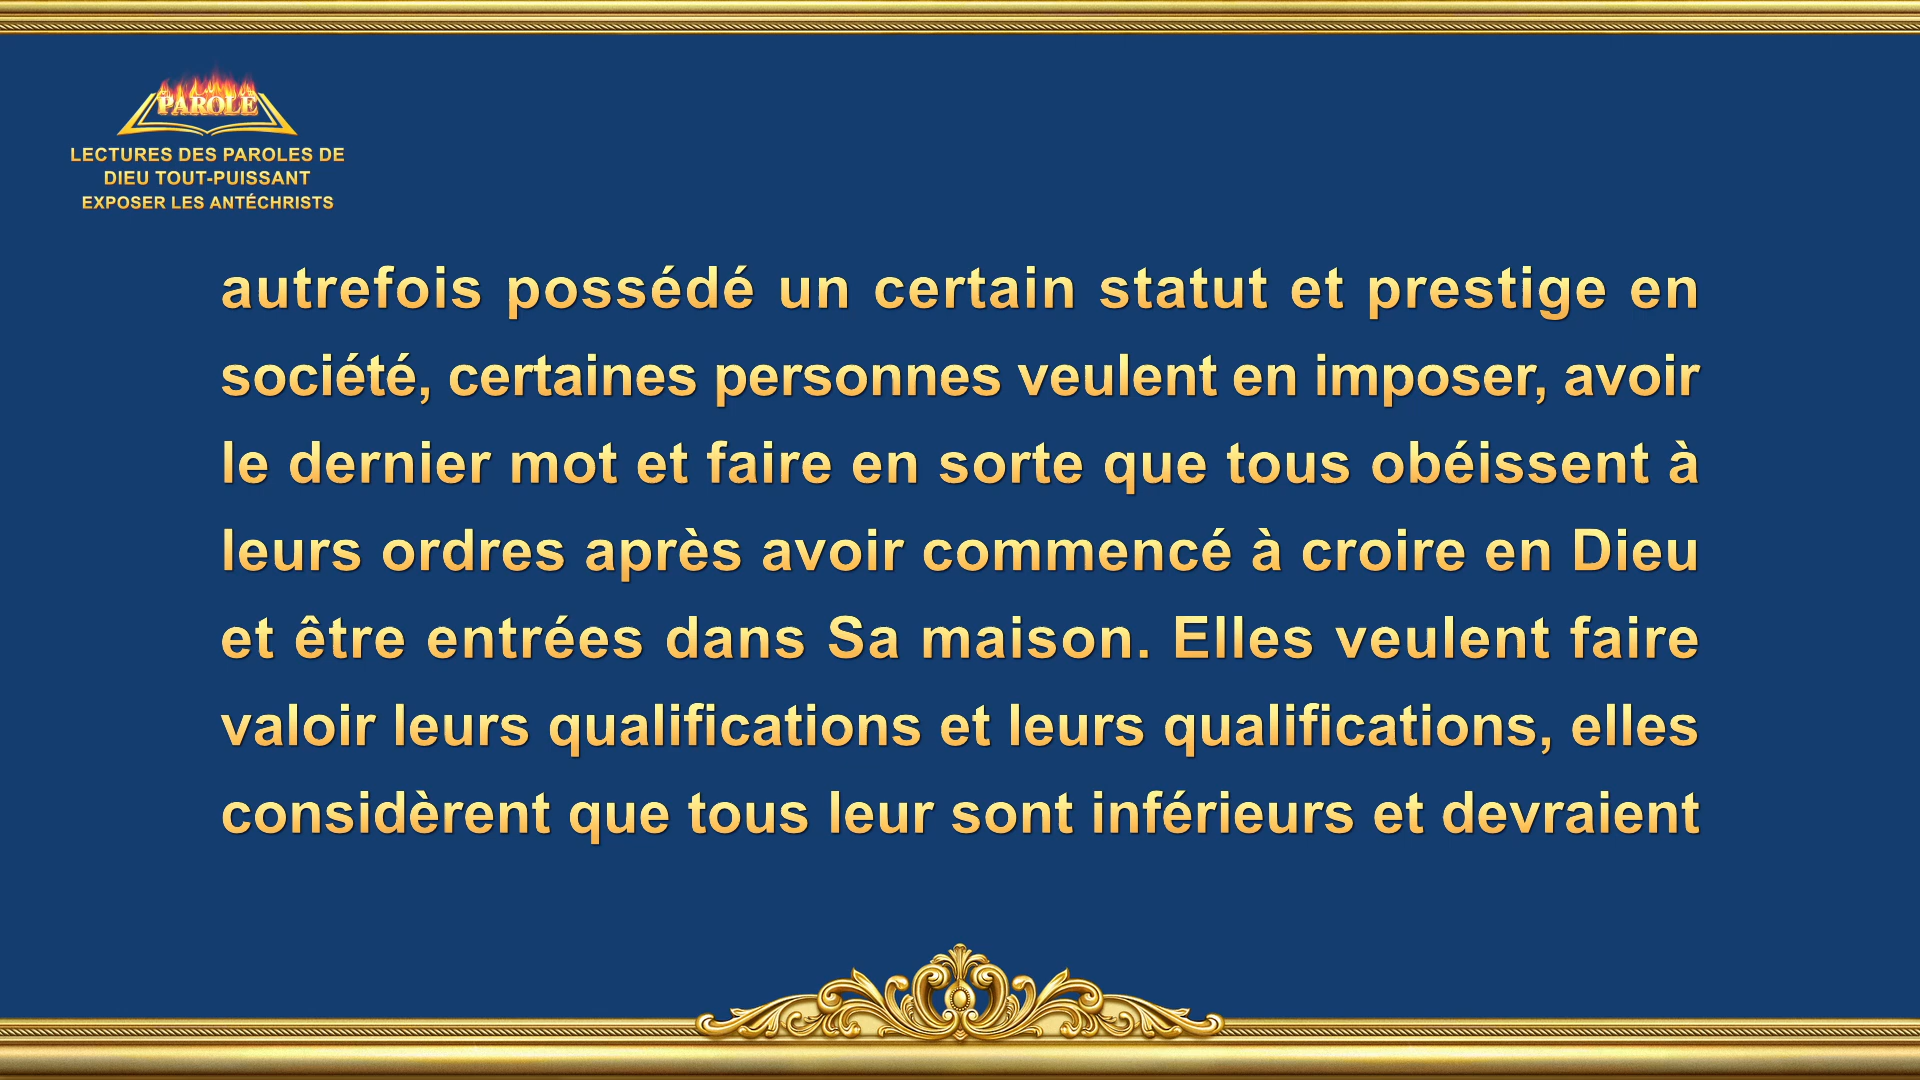 PAROLE
LECTURES DES PAROLES DE
DIEU TOUT-PUISSANT
EXPOSER LES ANTÉCHRISTS
autrefois possédé un certain statut et prestige en
société, certaines personnes veulent en imposer, avoir
le dernier mot et faire en sorte que tous obéissent à
leurs ordres après avoir commencé à croire en Dieu
et être entrées dans Sa maison. Elles veulent faire
valoir leurs qualifications et leurs qualifications, elles
considèrent que tous leur sont inférieurs et devraient